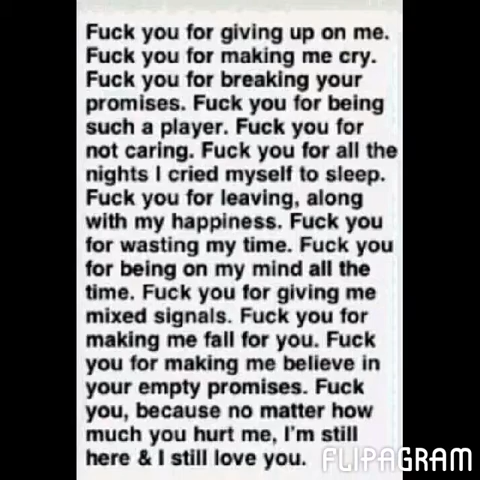 Fuck you for giving up on me.
Fuck you for making me cry.
Fuck you for breaking your
promises. Fuck you for being
such a player. Fuck you for
not caring. Fuck you for all the
nights I cried myself to sleep.
Fuck you for leaving, along
with my happiness. Fuck you
for wasting my time. Fuck you
for being on my mind all the
time. Fuck you for giving me
mixed signals. Fuck you for
making me fall for you. Fuck
you for making me believe in
your empty promises. Fuck
you, because no matter how
much you hurt me, I'm still
here & I still love you.
FLIPAGRAM